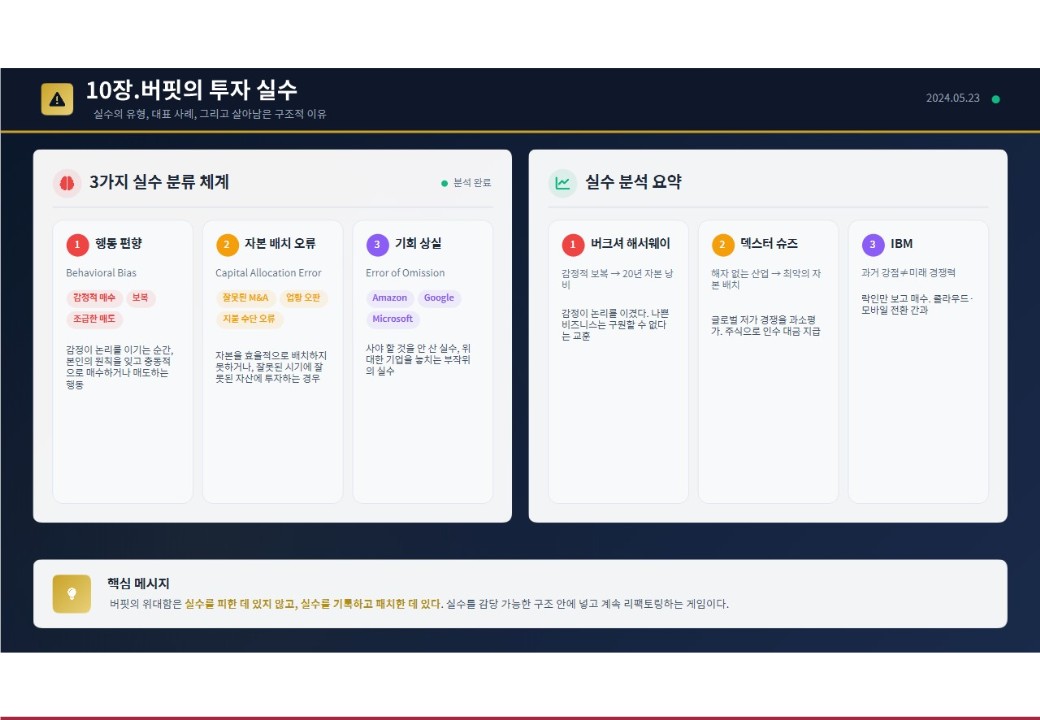 10장.버핏의 투자 실수
실수의 유형, 대표 사례, 그리고 살아남은 구조적 이유
2024.05.23
3가지 실수 분류 체계
분석 완료
1 행동 편향
Behavioral Bias
감정적 매수 보복
조급한 매도
감정이 논리를 이기는 순간,
본인의 원칙을 잊고 충동적
으로 매수하거나 매도하는
행동
2 자본 배치 오류
Capital Allocation Error
잘못된 M&A 업황 오판
지불 수단 오류
자본을 효율적으로 배치하지
못하거나, 잘못된 시기에 잘
못된 자산에 투자하는 경우
3 기회 상실
Error of Omission
Amazon Google
Microsoft
사야 할 것을 안 산 실수, 위
대한 기업을 놓치는 부작위
의 실수
실수 분석 요약
1 버크셔 해서웨이
감정적 보복 → 20년 자본 낭
비
감정이 논리를 이겼다. 나쁜
비즈니스는 구원할 수 없다
는 교훈
2 덱스터 슈즈
해자 없는 산업 → 최악의 자
본 배치
글로벌 저가 경쟁을 과소평
가. 주식으로 인수 대금 지급
3 IBM
과거 강점≠미래 경쟁력
락인만 보고 매수. 클라우드·
모바일 전환 간과
핵심 메시지
버핏의 위대함은 실수를 피한 데 있지 않고, 실수를 기록하고 패치한 데 있다. 실수를 감당 가능한 구조 안에 넣고 계속 리팩토링하는 게임이다.